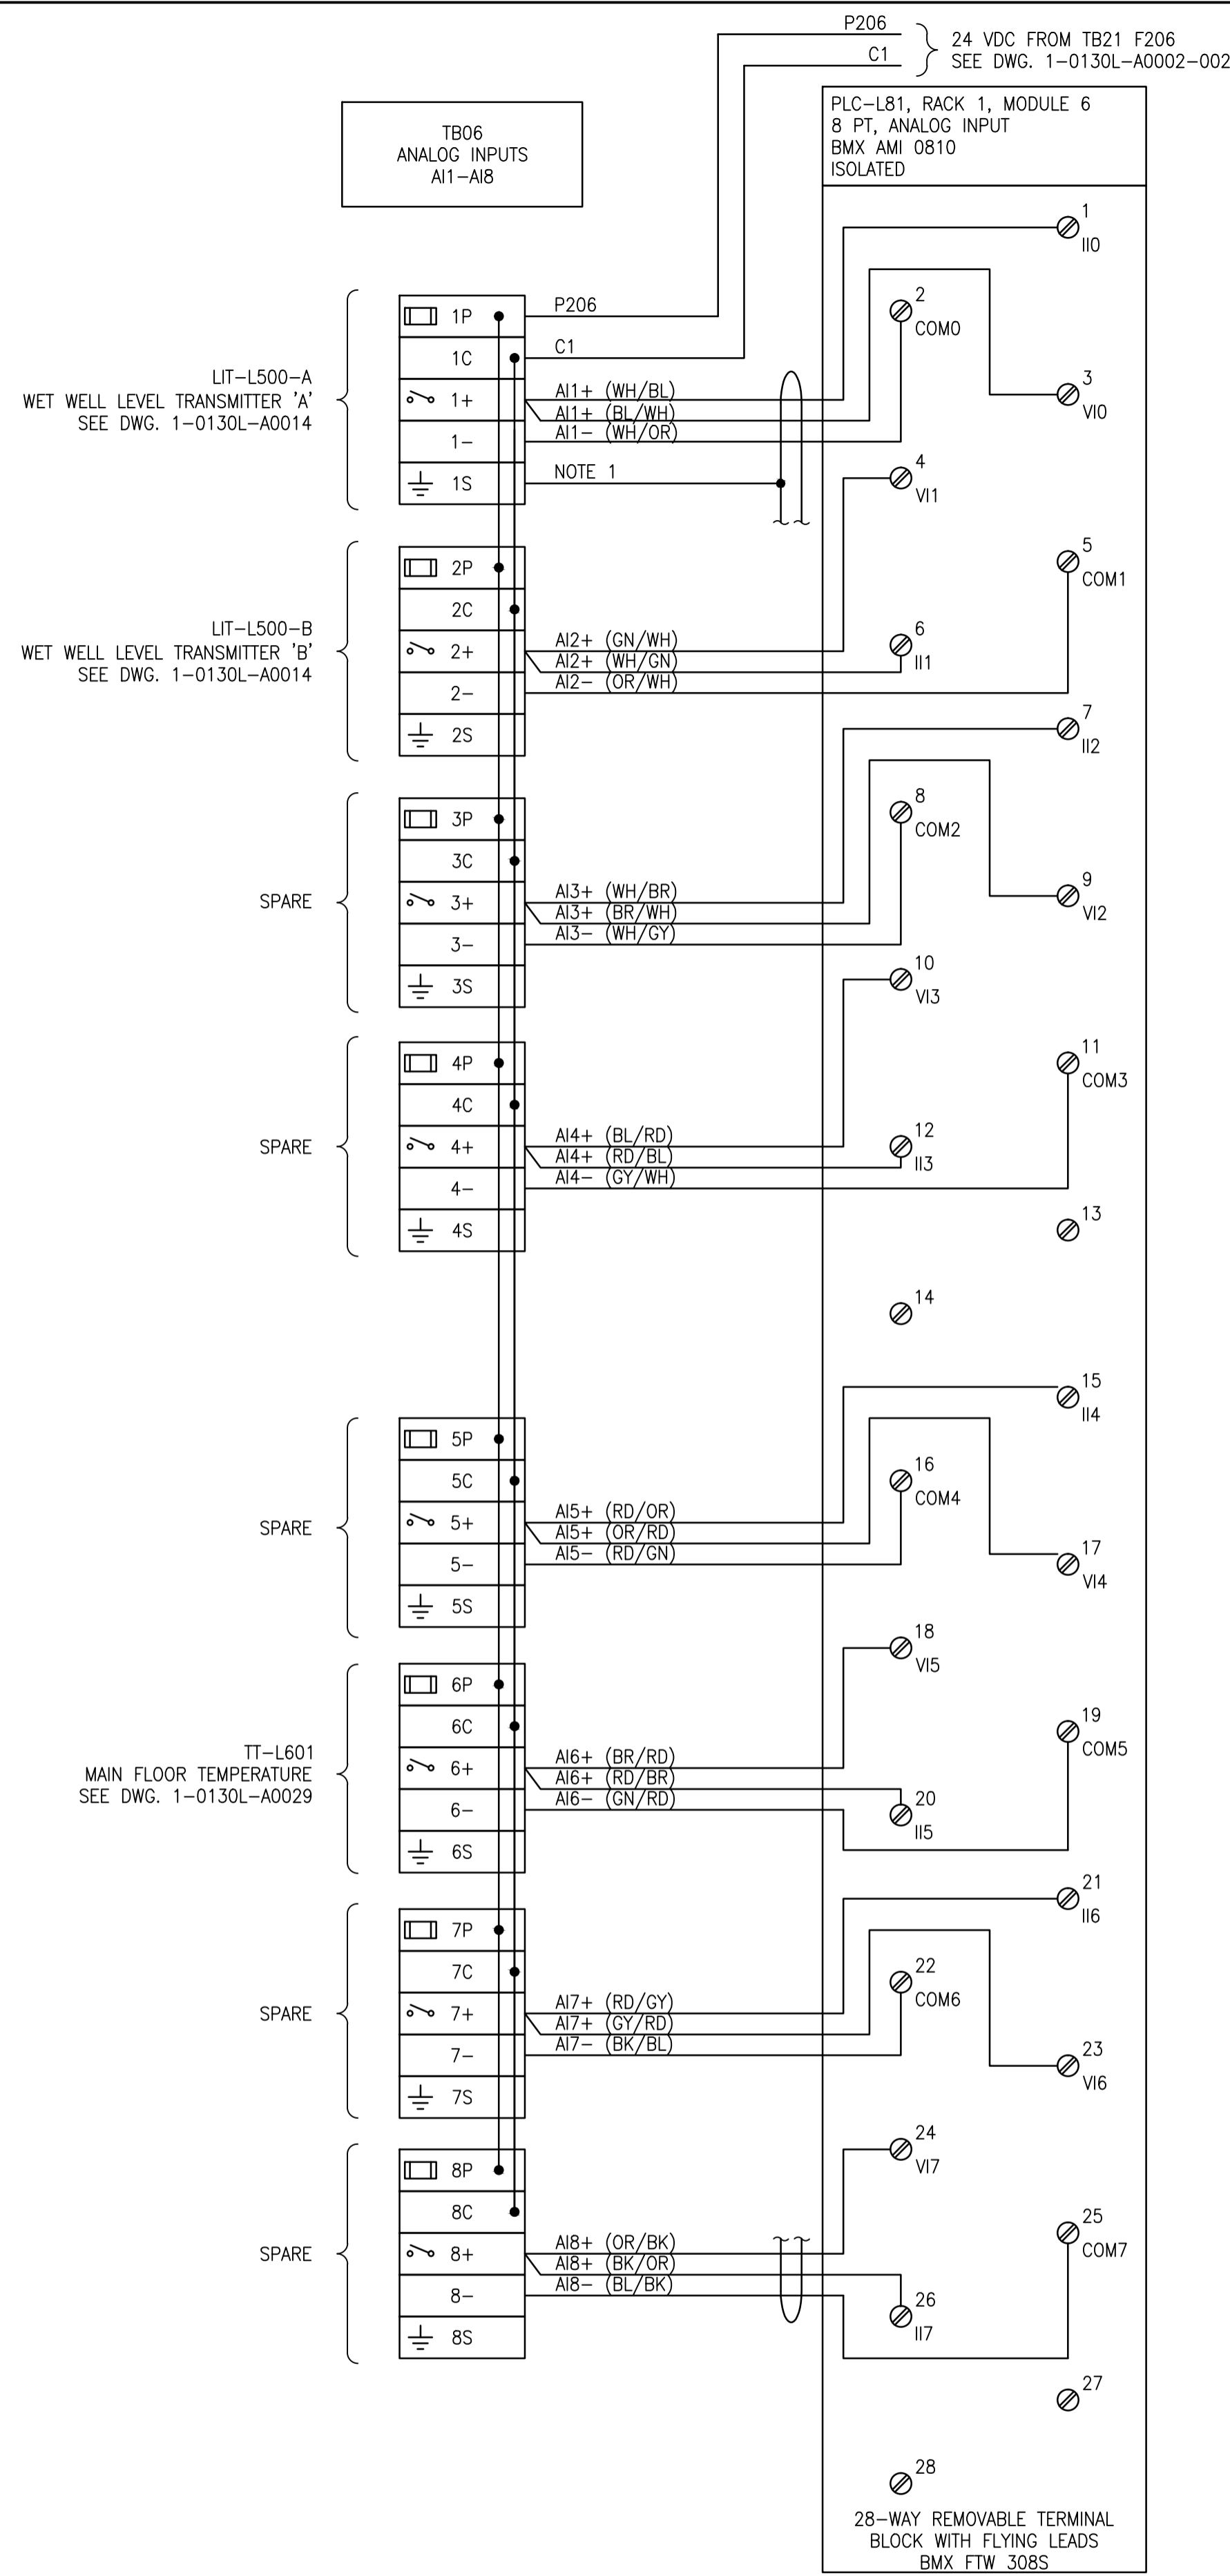 P206
C1
24 VDC FROM TB21 F206
SEE DWG. 1-0130L-A0002-002
TB06
ANALOG INPUTS
AI1-AI8
PLC-L81, RACK 1, MODULE 6
8 PT, ANALOG INPUT
BMX AMI 0810
ISOLATED
LIT-L500-A
WET WELL LEVEL TRANSMITTER 'A'
SEE DWG. 1-0130L-A0014
1P
1C
1+
1-
1S
P206
C1
AI1+ (WH/BL)
AI1+ (BL/WH)
AI1- (WH/OR)
NOTE 1
1
II0
2
COM0
3
VI0
4
VI1
LIT-L500-B
WET WELL LEVEL TRANSMITTER 'B'
SEE DWG. 1-0130L-A0014
2P
2C
2+
2-
2S
AI2+ (GN/WH)
AI2+ (WH/GN)
AI2- (OR/WH)
5
COM1
6
II1
7
II2
SPARE
3P
3C
3+
3-
3S
AI3+ (WH/BR)
AI3+ (BR/WH)
AI3- (WH/GY)
8
COM2
9
VI2
10
VI3
SPARE
4P
4C
4+
4-
4S
AI4+ (BL/RD)
AI4+ (RD/BL)
AI4- (GY/WH)
11
COM3
12
II3
13
14
SPARE
5P
5C
5+
5-
5S
AI5+ (RD/OR)
AI5+ (OR/RD)
AI5- (RD/GN)
15
II4
16
COM4
17
VI4
18
VI5
TT-L601
MAIN FLOOR TEMPERATURE
SEE DWG. 1-0130L-A0029
6P
6C
6+
6-
6S
AI6+ (BR/RD)
AI6+ (RD/BR)
AI6- (GN/RD)
19
COM5
20
II5
21
II6
SPARE
7P
7C
7+
7-
7S
AI7+ (RD/GY)
AI7+ (GY/RD)
AI7- (BK/BL)
22
COM6
23
VI6
24
VI7
SPARE
8P
8C
8+
8-
8S
AI8+ (OR/BK)
AI8+ (BK/OR)
AI8- (BL/BK)
25
COM7
26
II7
27
28
28-WAY REMOVABLE TERMINAL
BLOCK WITH FLYING LEADS
BMX FTW 308S